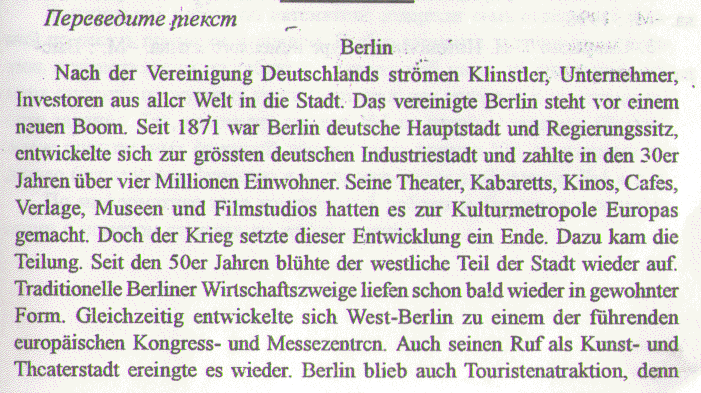 Переведите текст
Berlin
Nach der Vereinigung Deutschlands strömen Klinstler, Unternehmer,
Investoren aus aller Welt in die Stadt. Das vereinigte Berlin steht vor einem
neuen Boom. Seit 1871 war Berlin deutsche Hauptstadt und Regierungssitz,
entwickelte sich zur grössten deutschen Industriestadt und zahlte in den 30er
Jahren über vier Millionen Einwohner. Seine Theater, Kabaretts, Kinos, Cafes,
Verlage, Museen und Filmstudios hatten es zur Kulturmetropole Europas
gemacht. Doch der Krieg setzte dieser Entwicklung ein Ende. Dazu kam die
Teilung. Seit den 50er Jahren blühte der westliche Teil der Stadt wieder auf.
Traditionelle Berliner Wirtschaftszweige liefen schon bald wieder in gewohnter
Form. Gleichzeitig entwickelte sich West-Berlin zu einem der führenden
europäischen Kongress- und Messezentren. Auch seinen Ruf als Kunst- und
Theaterstadt ereingte es wieder. Berlin blieb auch Touristenatraktion, denn